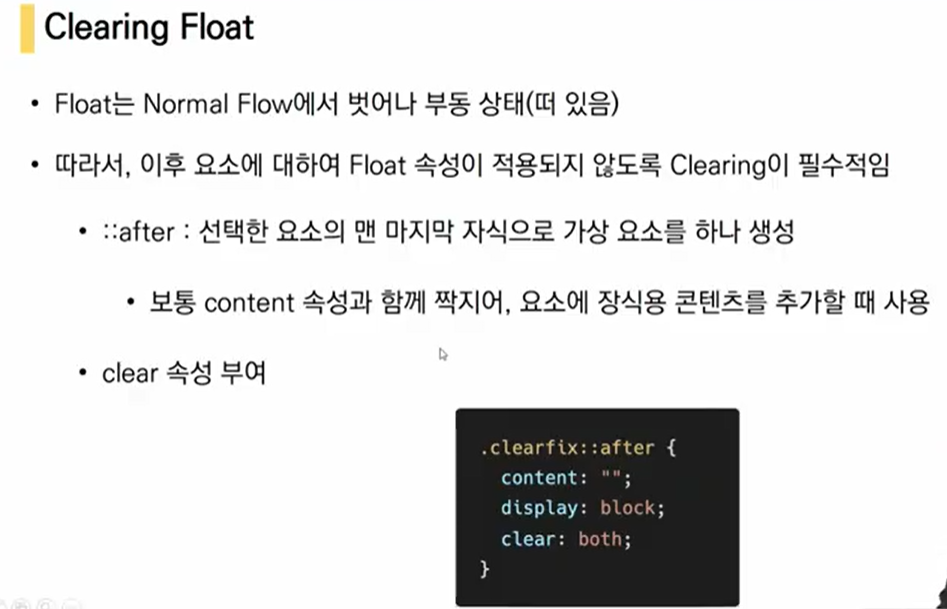 Clearing Float
• Float는 Normal Flow에서 벗어나 부동 상태(떠 있음)
• 따라서, 이후 요소에 대하여 Float 속성이 적용되지 않도록 Clearing이 필수적임
• ::after : 선택한 요소의 맨 마지막 자식으로 가상 요소를 하나 생성
• 보통 content 속성과 함께 짝지어, 요소에 장식용 콘텐츠를 추가할 때 사용
• clear 속성 부여
.clearfix::after {
content: "";
display: block;
clear: both;
}